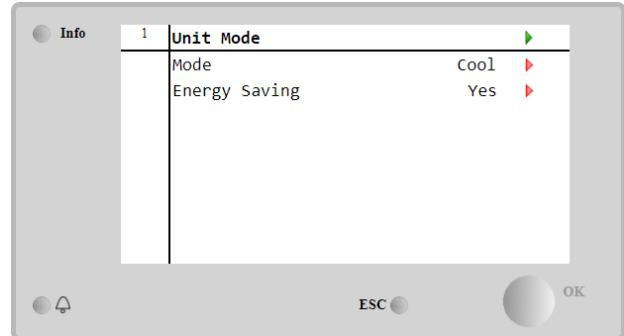 Info
1 Unit Mode
Mode Cool
Energy Saving Yes
ESC
OK